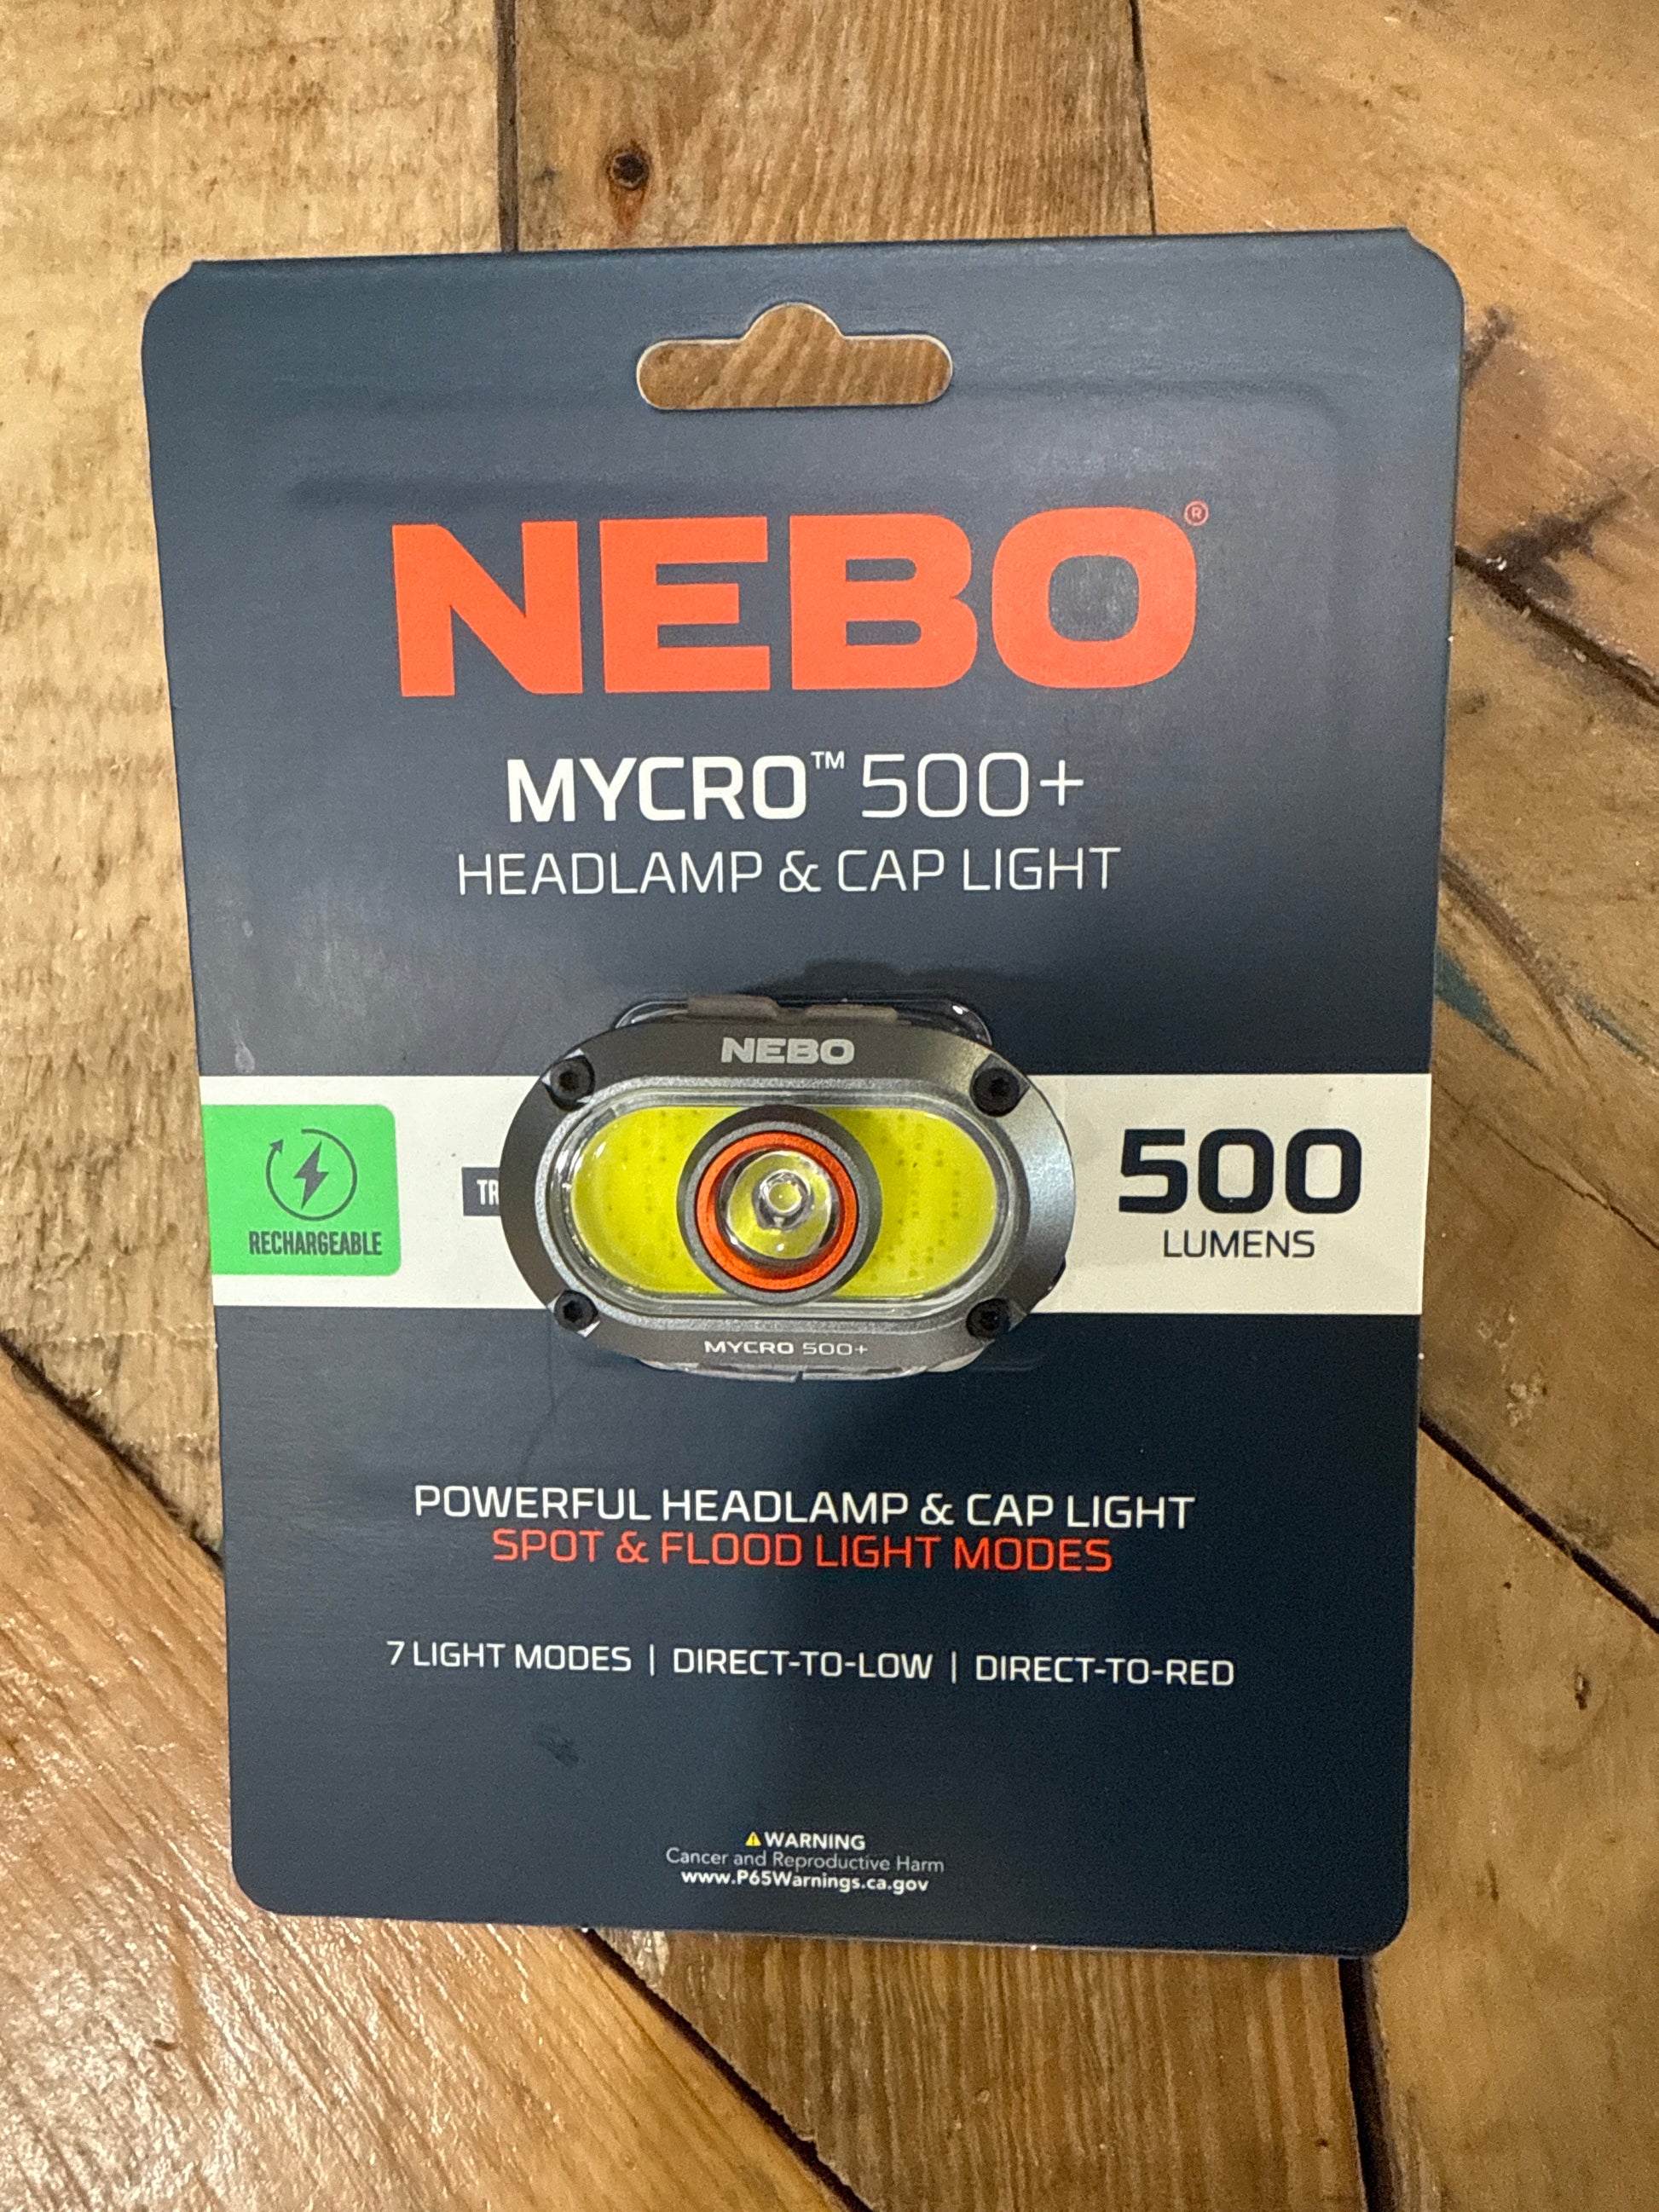 NEBO®
MYCRO™ 500+
HEADLAMP & CAP LIGHT
NEBO
RECHARGEABLE
500
LUMENS
MYCRO 500+
POWERFUL HEADLAMP & CAP LIGHT
SPOT & FLOOD LIGHT MODES
7 LIGHT MODES | DIRECT-TO-LOW | DIRECT-TO-RED
⚠ WARNING
Cancer and Reproductive Harm
www.P65Warnings.ca.gov